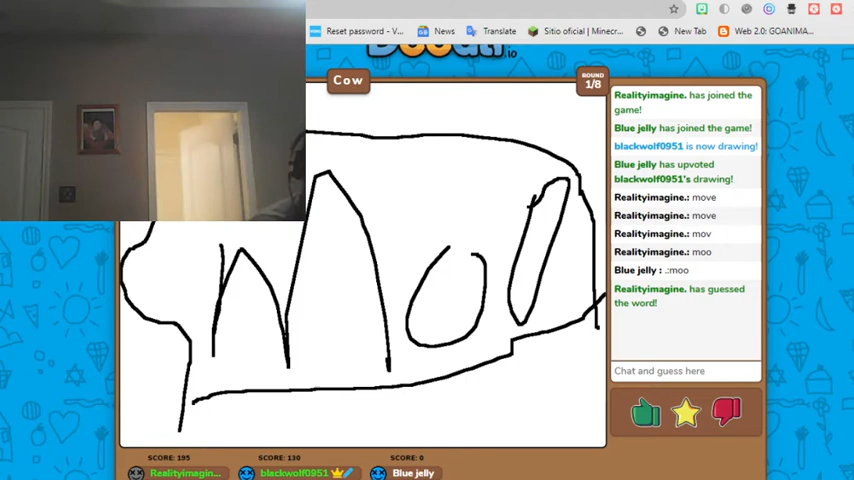 Reset password - V...
News
Translate
Sitio oficial | Minecr...
New Tab
Web 2.0: GOANIMA...
Doodli.io
Cow
ROUND
1/8
Realityimagine. has joined the
game!
Blue jelly has joined the game!
blackwolf0951 is now drawing!
Blue jelly has upvoted
blackwolf0951's drawing!
Realityimagine.: move
Realityimagine.: move
Realityimagine.: mov
Realityimagine.: moo
Blue jelly : .:moo
Realityimagine. has guessed
the word!
Moo
Chat and guess here
SCORE: 195
SCORE: 130
SCORE: 0
Realityimagin...
blackwolf0951
Blue jelly